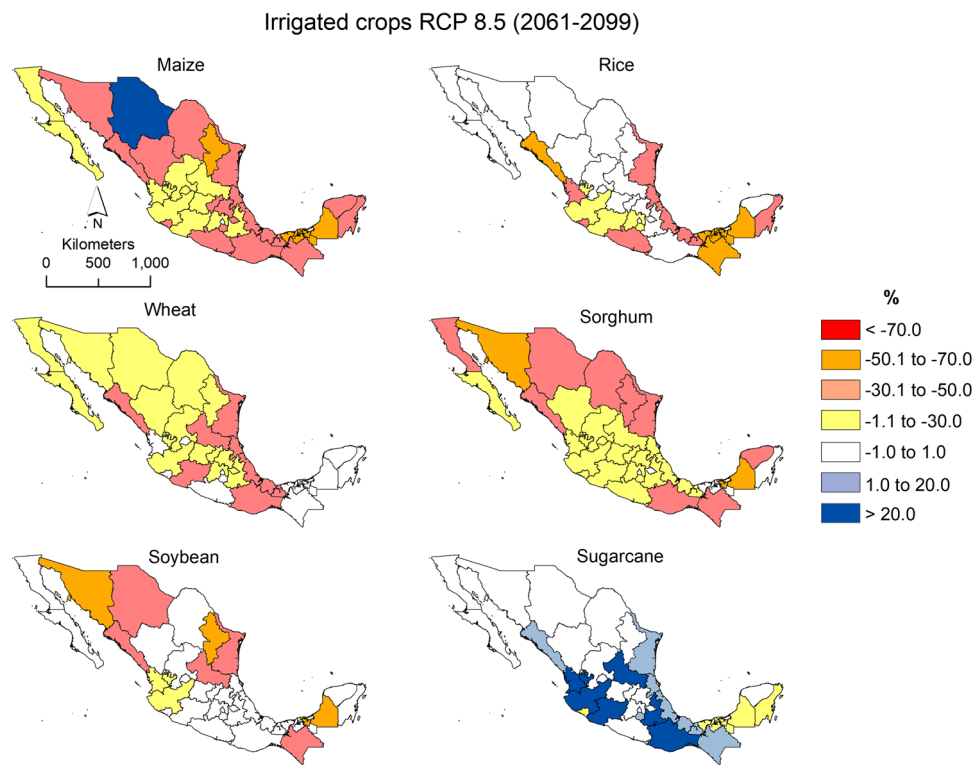 Irrigated crops RCP 8.5 (2061-2099)
Maize
Rice
N
Kilometers
0 500 1,000
Wheat
Sorghum
%
< -70.0
-50.1 to -70.0
-30.1 to -50.0
-1.1 to -30.0
-1.0 to 1.0
1.0 to 20.0
> 20.0
Soybean
Sugarcane